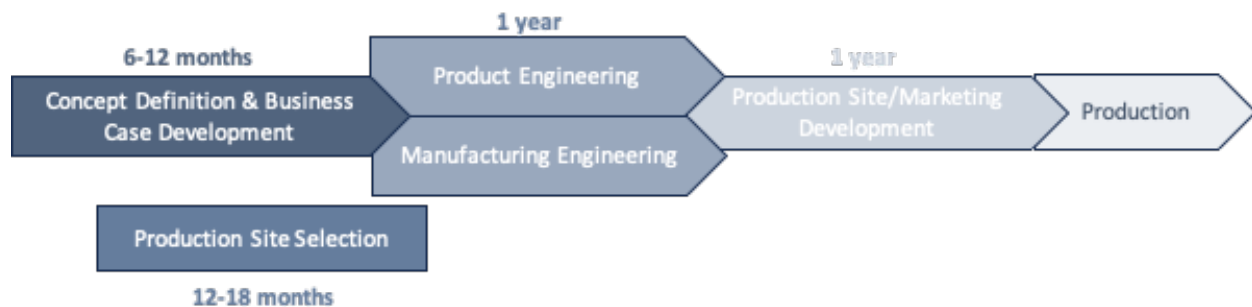 1 year
6-12 months
Product Engineering
1 year
Concept Definition & Business
Case Development
Production Site/Marketing
Development
Production
Manufacturing Engineering
Production Site Selection
12-18 months